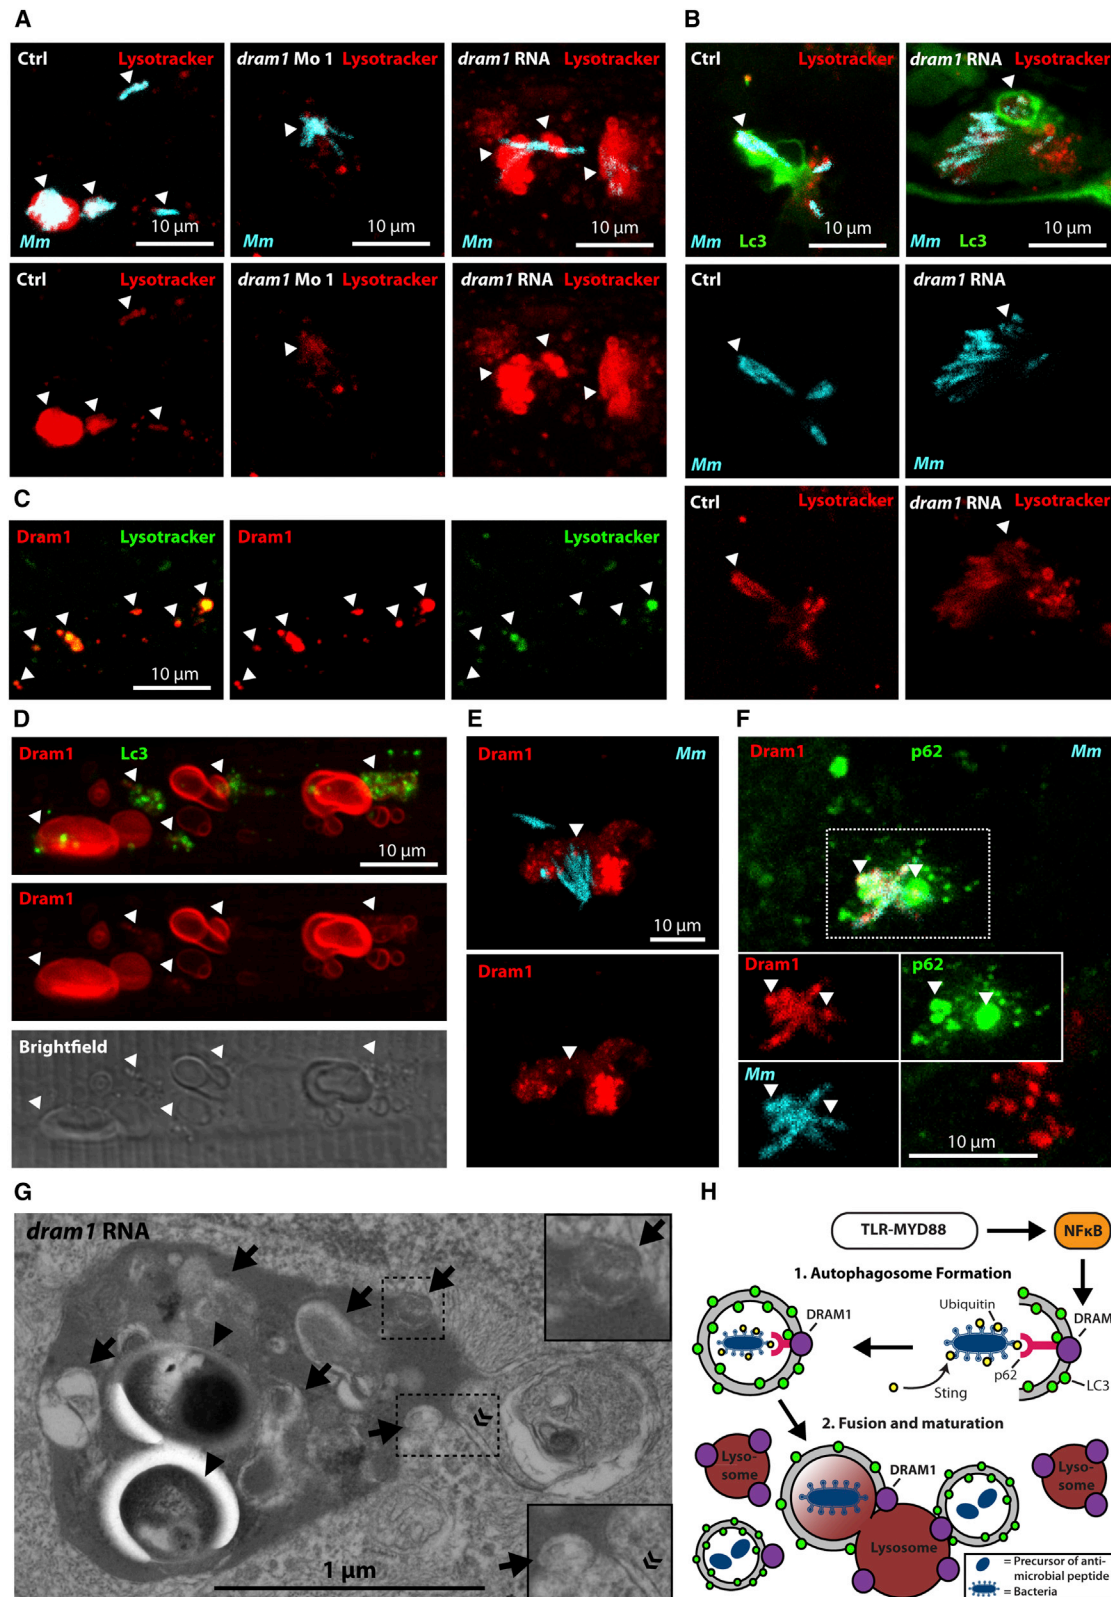 A
Ctrl Lysotracker
Mm 10 µm
dram1 Mo 1 Lysotracker
Mm 10 µm
dram1 RNA Lysotracker
10 µm
Ctrl Lysotracker
dram1 Mo 1 Lysotracker
dram1 RNA Lysotracker
B
Ctrl Lysotracker
Mm Lc3 10 µm
dram1 RNA Lysotracker
Mm Lc3 10 µm
Ctrl
Mm
dram1 RNA
Mm
Ctrl Lysotracker
dram1 RNA Lysotracker
C
Dram1 Lysotracker
10 µm
Dram1
Lysotracker
D
Dram1 Lc3
10 µm
Dram1
Brightfield
E
Dram1 Mm
10 µm
Dram1
F
Dram1 p62 Mm
Dram1
p62
Mm
10 µm
G
dram1 RNA
1 µm
H
TLR-MYD88
NFκB
1. Autophagosome Formation
DRAM1
Ubiquitin
DRAM
p62
LC3
Sting
2. Fusion and maturation
Lyso-
some
DRAM1
Lyso-
some
Lysosome
= Precursor of anti-
microbial peptide
= Bacteria